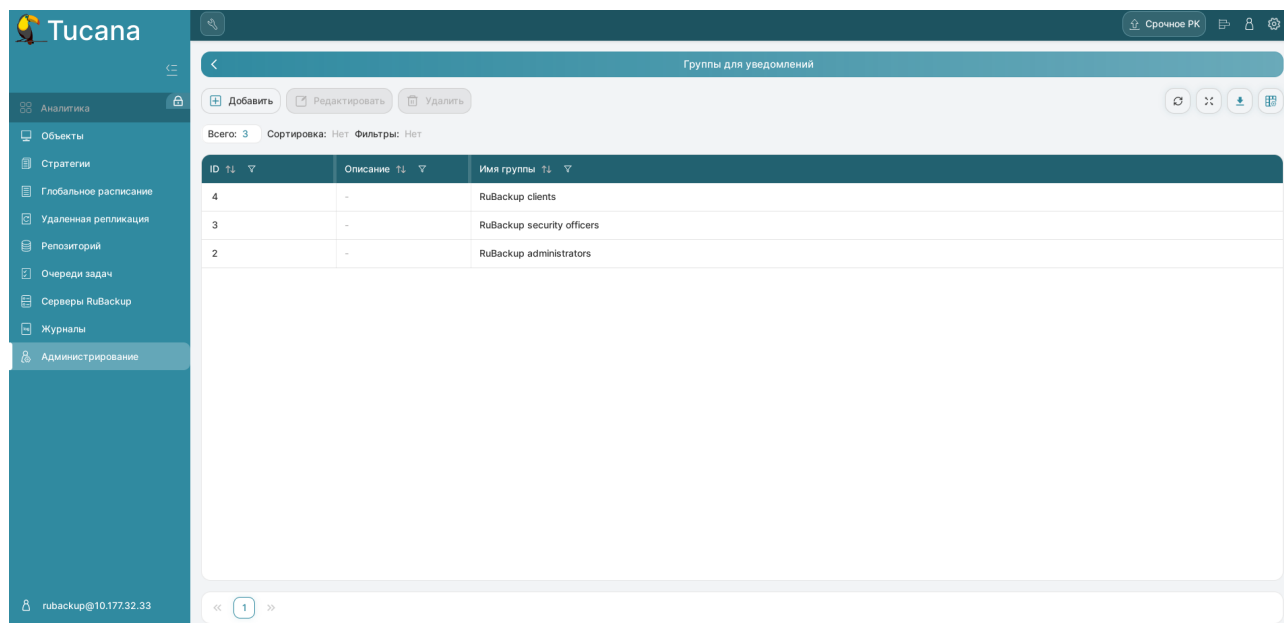 Tucana
Срочное РК
Группы для уведомлений
Аналитика
Объекты
Стратегии
Глобальное расписание
Удаленная репликация
Репозиторий
Очереди задач
Серверы RuBackup
Журналы
Администрирование
rubackup@10.177.32.33
Добавить Редактировать Удалить
Всего: 3 Сортировка: Нет Фильтры: Нет
ID Описание Имя группы
4 - RuBackup clients
3 - RuBackup security officers
2 - RuBackup administrators
1